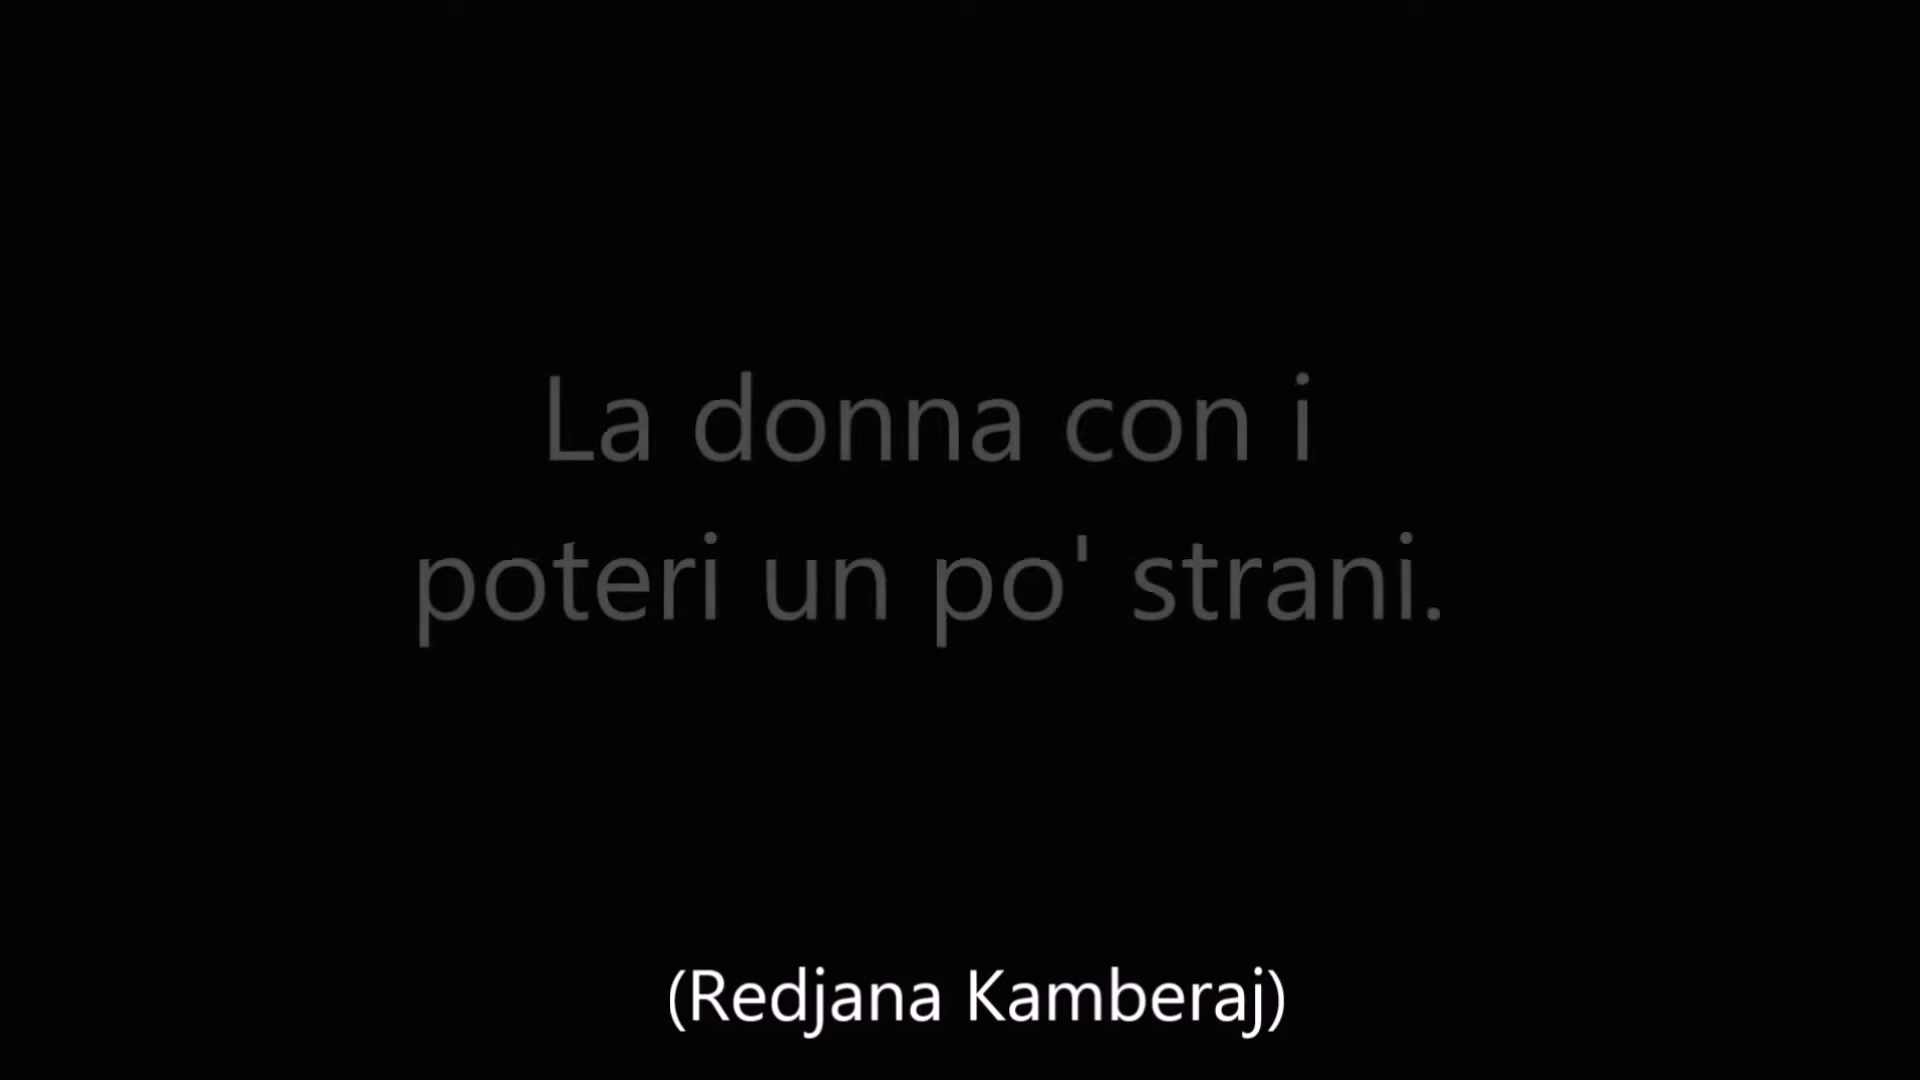 La donna con i
poteri un po' strani.
(Redjana Kamberaj)